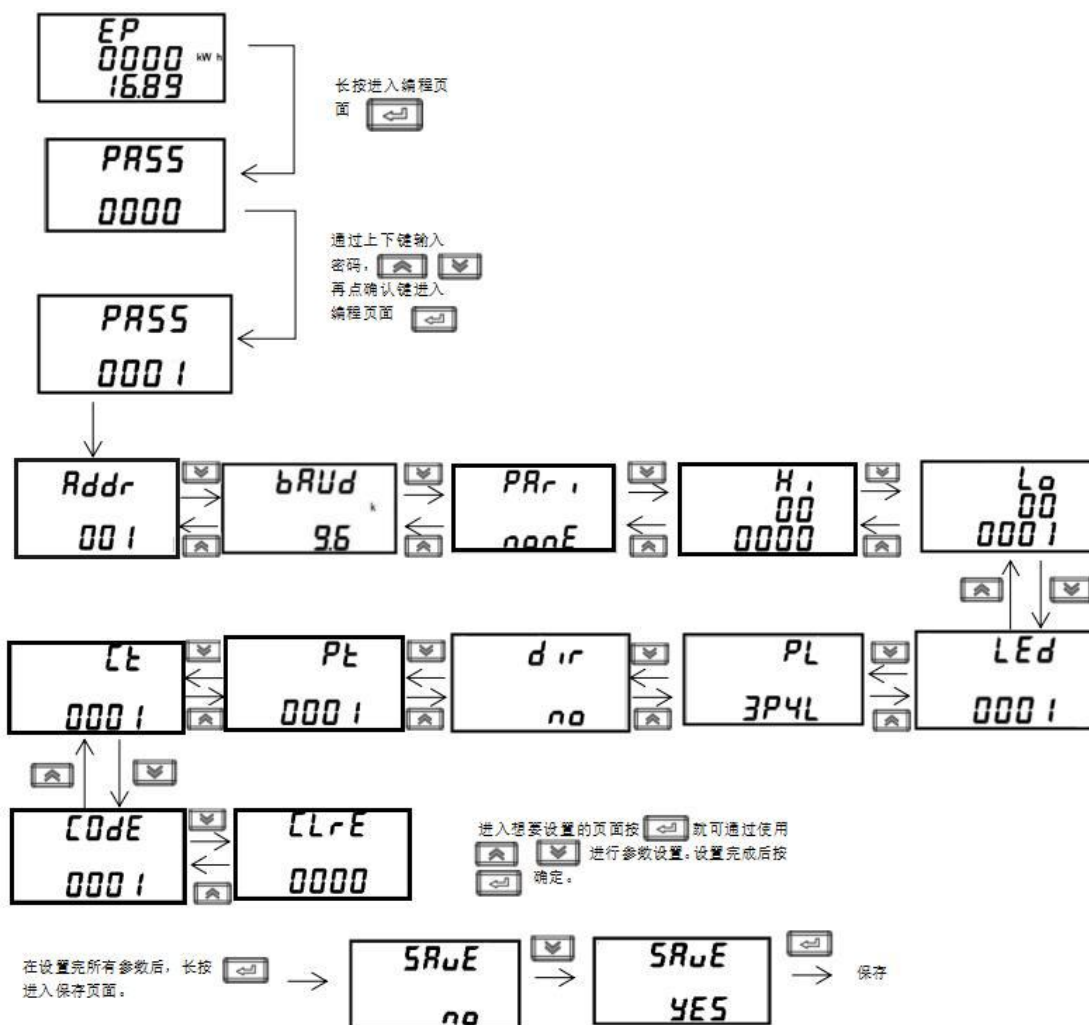 EP
0000 kW h
16.89
长按进入编程页
面
PASS
0000
通过上下键输入
密码，
再点确认键进入
编程页面
PASS
0001
Addr
001
bAUd
k
9.6
PAri
nonE
Hi
00
0000
Lo
00
0001
Ct
0001
Pt
0001
dir
no
PL
3P4L
LEd
0001
COdE
0001
CLrE
0000
进入想要设置的页面按 就可通过使用
进行参数设置。设置完成后按
确定。
在设置完所有参数后，长按
进入保存页面。
SAvE
no
SAvE
YES
保存